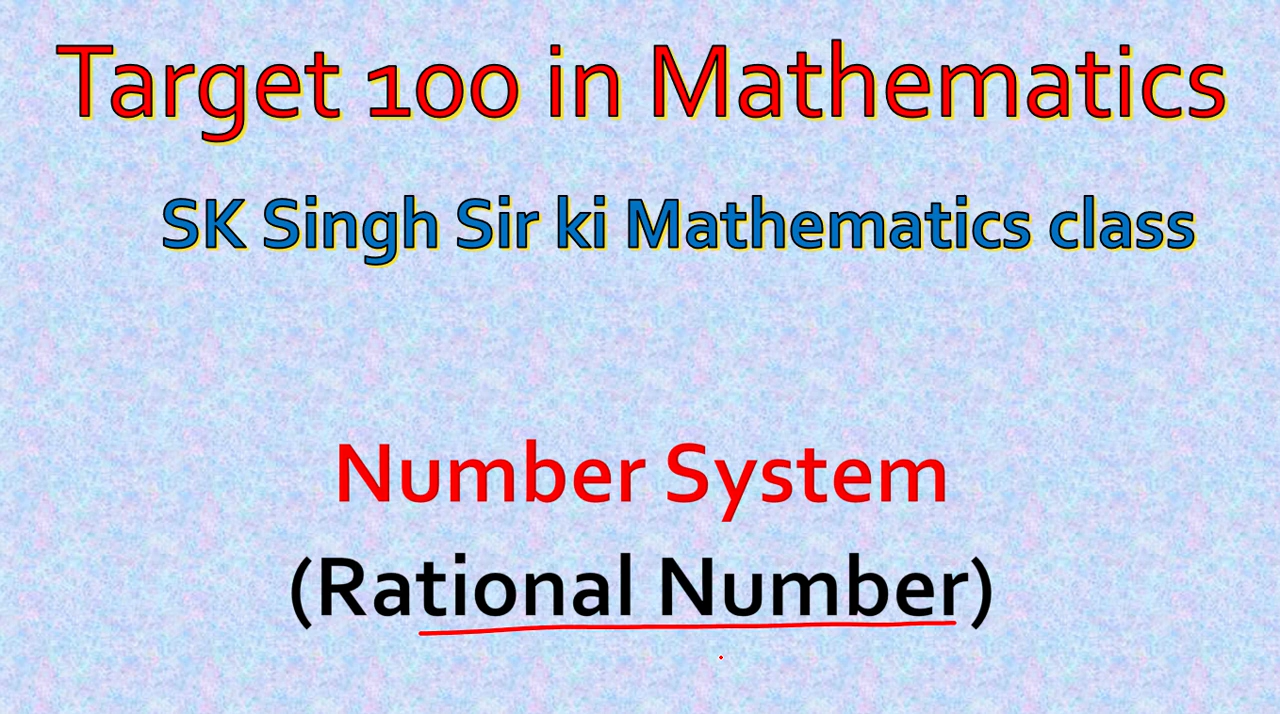 Target 100 in Mathematics
SK Singh Sir ki Mathematics class
Number System
(Rational Number)